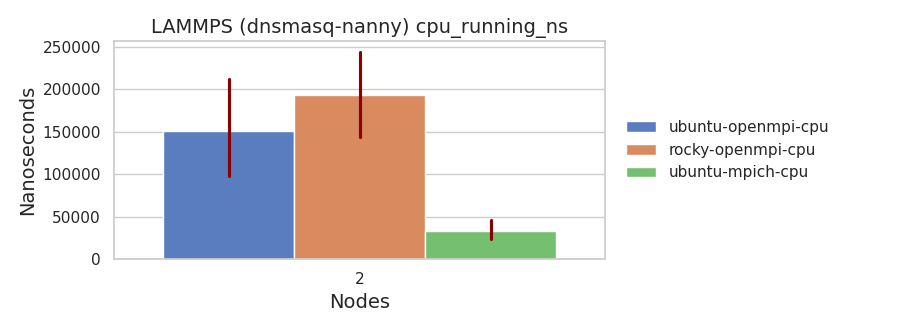 LAMMPS (dnsmasq-nanny) cpu_running_ns
250000
200000
150000
100000
50000
0
Nanoseconds
2
Nodes
ubuntu-openmpi-cpu
rocky-openmpi-cpu
ubuntu-mpich-cpu